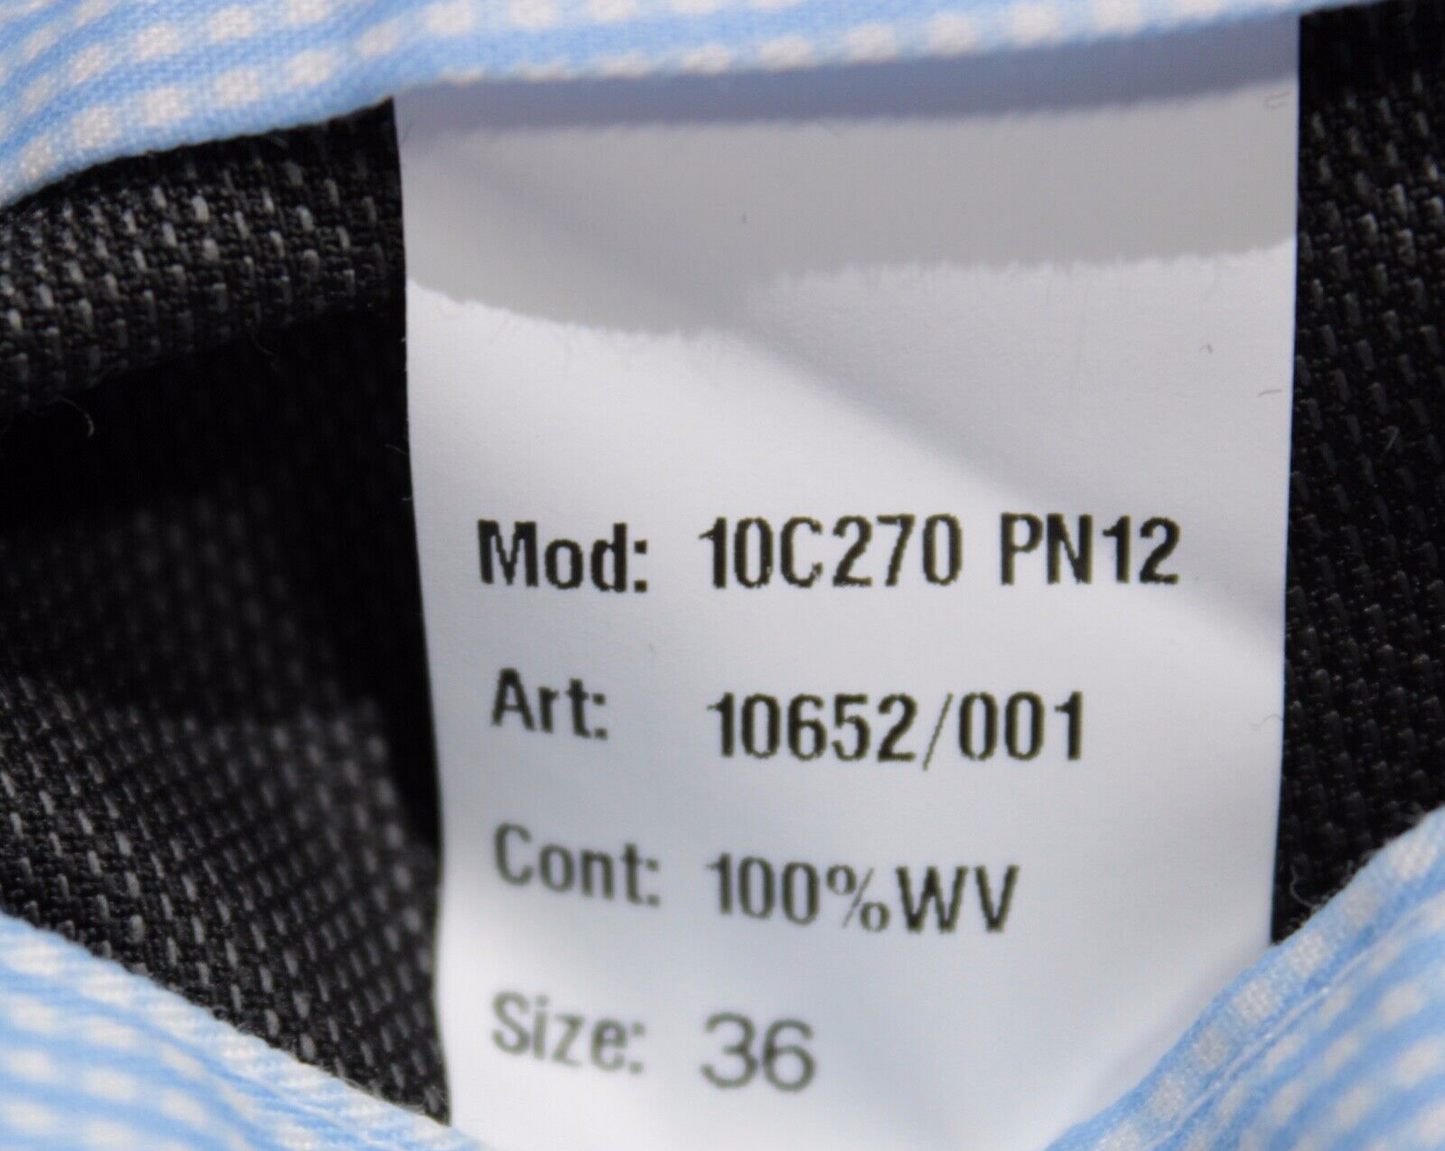 Mod: 10C270 PN12
Art: 10652/001
Cont: 100%WV
Size: 36